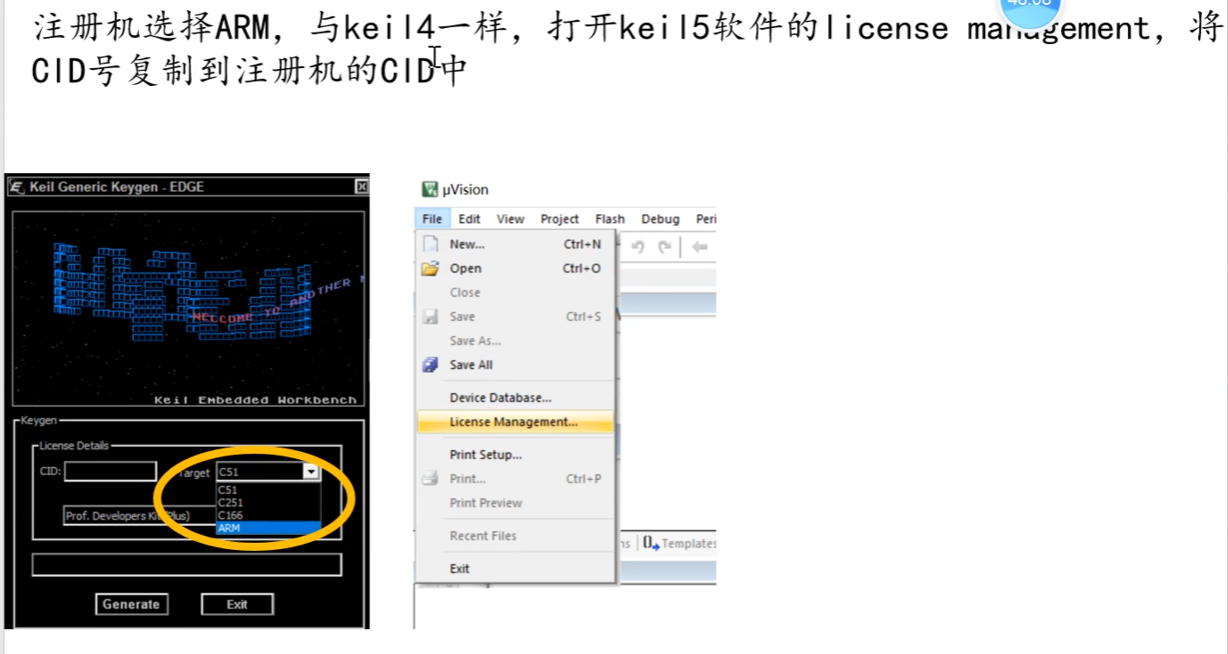 48:08
注册机选择ARM，与keil4一样，打开keil5软件的license management，将
CID号复制到注册机的CID中
Keil Generic Keygen - EDGE
WELCOME TO ANOTHER
Keil Embedded Workbench
Keygen
License Details
CID:
Target C51
C51
C251
C166
ARM
Prof. Developers Kit (Plus)
Generate Exit
µVision
File Edit View Project Flash Debug Peri
New... Ctrl+N
Open Ctrl+O
Close
Save Ctrl+S
Save As...
Save All
Device Database...
License Management...
Print Setup...
Print... Ctrl+P
Print Preview
Recent Files
Exit
ns Templates